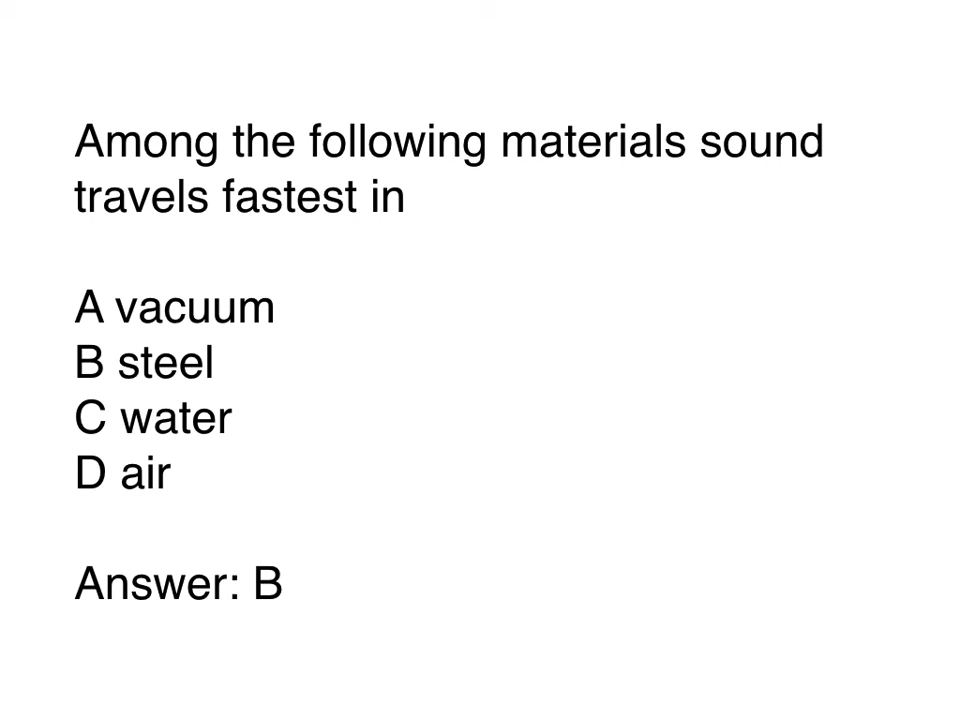 Among the following materials sound
travels fastest in
A vacuum
B steel
C water
D air
Answer: B